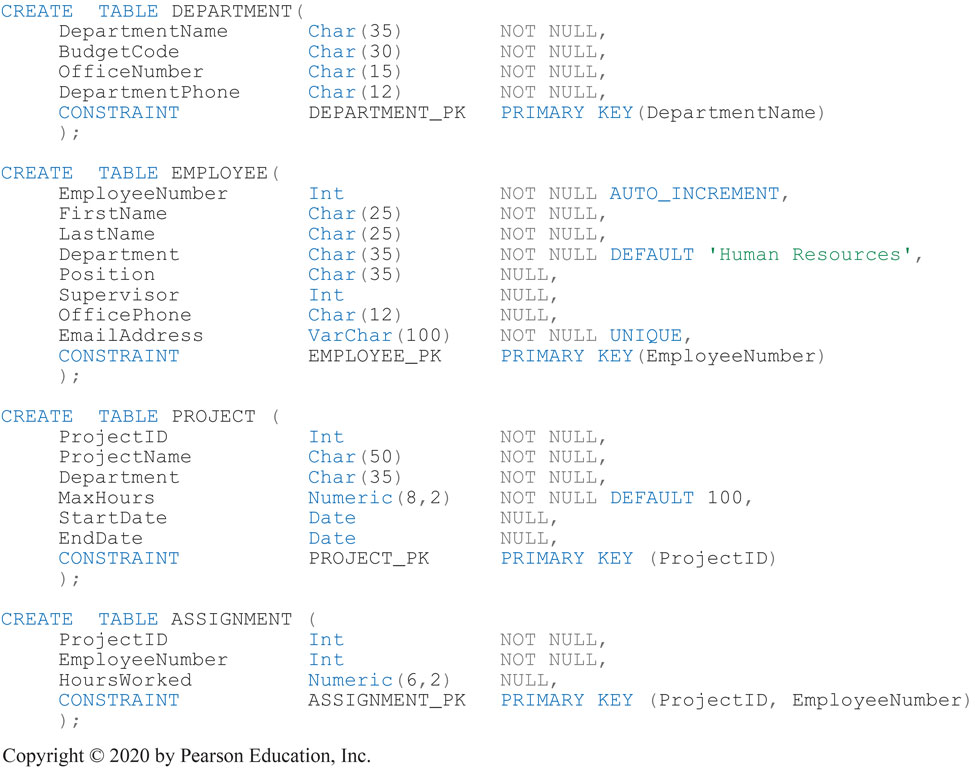 CREATE TABLE DEPARTMENT(
DepartmentName Char(35) NOT NULL,
BudgetCode Char(30) NOT NULL,
OfficeNumber Char(15) NOT NULL,
DepartmentPhone Char(12) NOT NULL,
CONSTRAINT DEPARTMENT_PK PRIMARY KEY(DepartmentName)
);
CREATE TABLE EMPLOYEE(
EmployeeNumber Int NOT NULL AUTO_INCREMENT,
FirstName Char(25) NOT NULL,
LastName Char(25) NOT NULL,
Department Char(35) NOT NULL DEFAULT 'Human Resources',
Position Char(35) NULL,
Supervisor Int NULL,
OfficePhone Char(12) NULL,
EmailAddress VarChar(100) NOT NULL UNIQUE,
CONSTRAINT EMPLOYEE_PK PRIMARY KEY(EmployeeNumber)
);
CREATE TABLE PROJECT (
ProjectID Int NOT NULL,
ProjectName Char(50) NOT NULL,
Department Char(35) NOT NULL,
MaxHours Numeric(8,2) NOT NULL DEFAULT 100,
StartDate Date NULL,
EndDate Date NULL,
CONSTRAINT PROJECT_PK PRIMARY KEY (ProjectID)
);
CREATE TABLE ASSIGNMENT (
ProjectID Int NOT NULL,
EmployeeNumber Int NOT NULL,
HoursWorked Numeric(6,2) NULL,
CONSTRAINT ASSIGNMENT_PK PRIMARY KEY (ProjectID, EmployeeNumber)
);
Copyright © 2020 by Pearson Education, Inc.